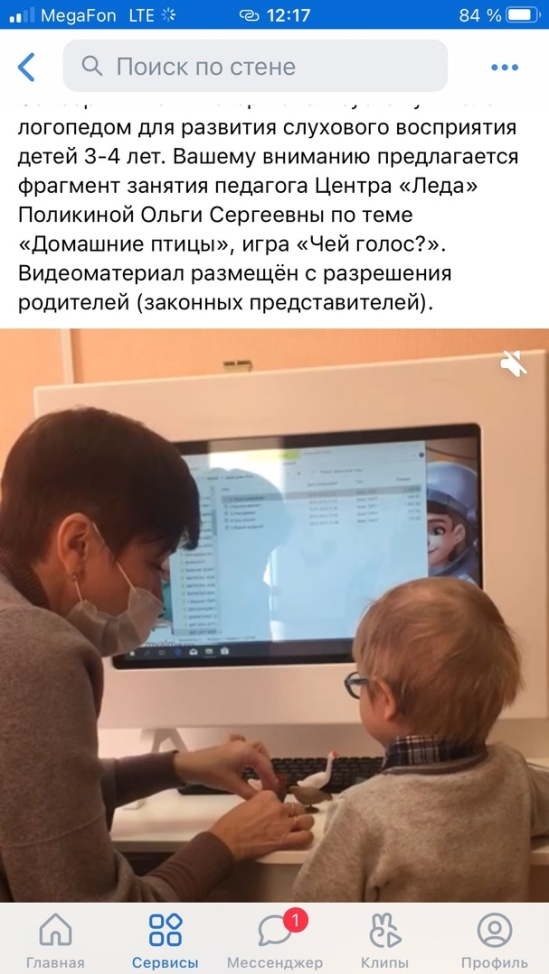 MegaFon LTE 12:17 84 %
Поиск по стене
логопедом для развития слухового восприятия
детей 3-4 лет. Вашему вниманию предлагается
фрагмент занятия педагога Центра «Леда»
Поликиной Ольги Сергеевны по теме
«Домашние птицы», игра «Чей голос?».
Видеоматериал размещён с разрешения
родителей (законных представителей).
Главная Сервисы Мессенджер Клипы Профиль
1